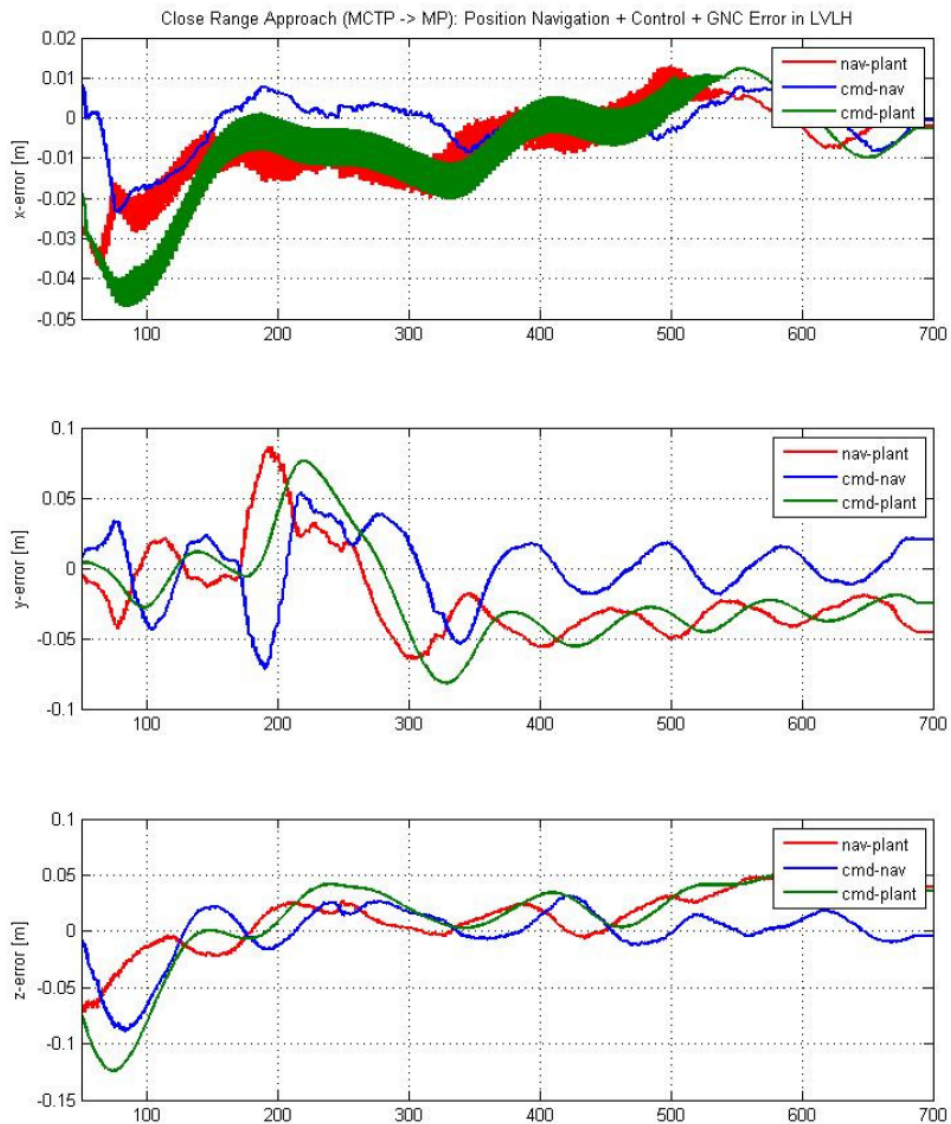 Close Range Approach (MCTP -> MP): Position Navigation + Control + GNC Error in LVLH
0.02
0.01
0
-0.01
-0.02
-0.03
-0.04
-0.05
x-error [m]
nav-plant
cmd-nav
cmd-plant
100 200 300 400 500 600 700
0.1
0.05
0
-0.05
-0.1
y-error [m]
nav-plant
cmd-nav
cmd-plant
100 200 300 400 500 600 700
0.1
0.05
0
-0.05
-0.1
-0.15
z-error [m]
nav-plant
cmd-nav
cmd-plant
100 200 300 400 500 600 700